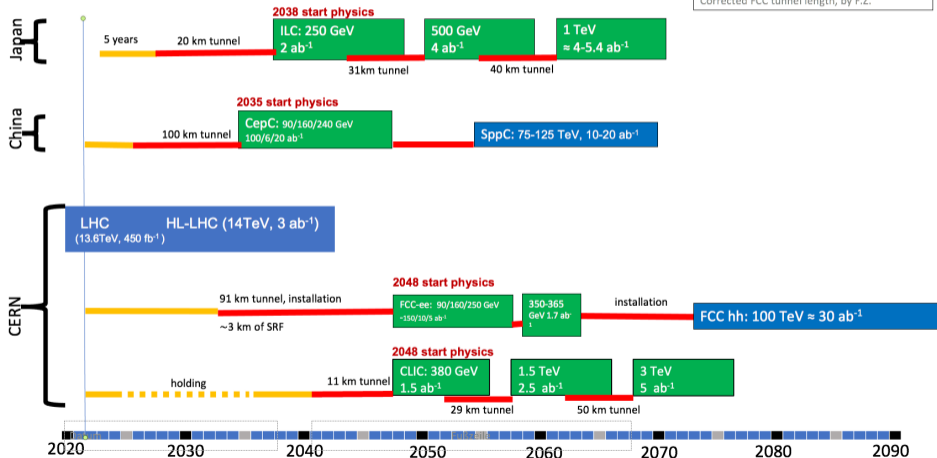 Corrected FCC tunnel length, by F.Z.
2038 start physics
Japan
5 years
20 km tunnel
ILC: 250 GeV
2 ab⁻¹
500 GeV
4 ab⁻¹
1 TeV
≈ 4-5.4 ab⁻¹
31km tunnel
40 km tunnel
2035 start physics
China
100 km tunnel
CepC: 90/160/240 GeV
100/6/20 ab⁻¹
SppC: 75-125 TeV, 10-20 ab⁻¹
CERN
LHC HL-LHC (14TeV, 3 ab⁻¹)
(13.6TeV, 450 fb⁻¹ )
2048 start physics
91 km tunnel, installation
~3 km of SRF
FCC-ee: 90/160/250 GeV
~150/10/5 ab⁻¹
350-365
GeV 1.7 ab⁻
¹
installation
FCC hh: 100 TeV ≈ 30 ab⁻¹
2048 start physics
holding
11 km tunnel
CLIC: 380 GeV
1.5 ab⁻¹
1.5 TeV
2.5 ab⁻¹
3 TeV
5 ab⁻¹
29 km tunnel
50 km tunnel
2020 2030 2040 2050 2060 2070 2080 2090